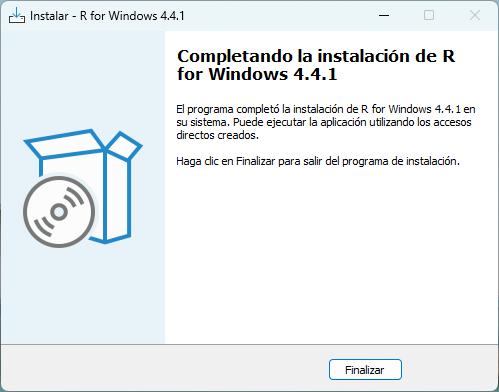 Instalar - R for Windows 4.4.1
Completando la instalación de R
for Windows 4.4.1
El programa completó la instalación de R for Windows 4.4.1 en
su sistema. Puede ejecutar la aplicación utilizando los accesos
directos creados.
Haga clic en Finalizar para salir del programa de instalación.
Finalizar